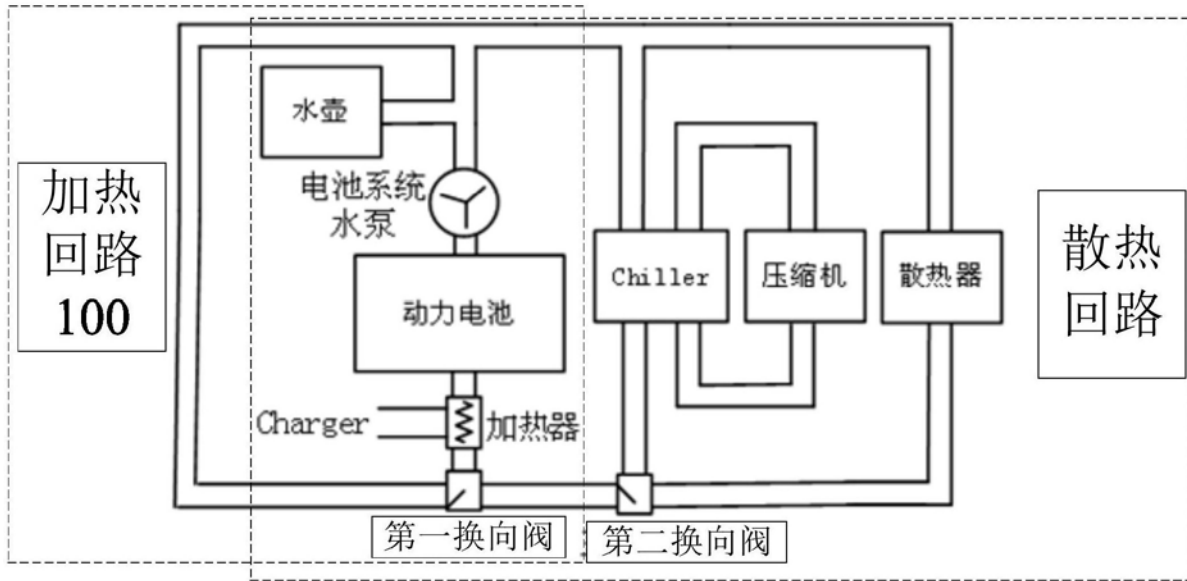 水壶
电池系统
水泵
加热
回路
100
动力电池
Chiller
压缩机
散热器
散热
回路
Charger
加热器
第一换向阀
第二换向阀